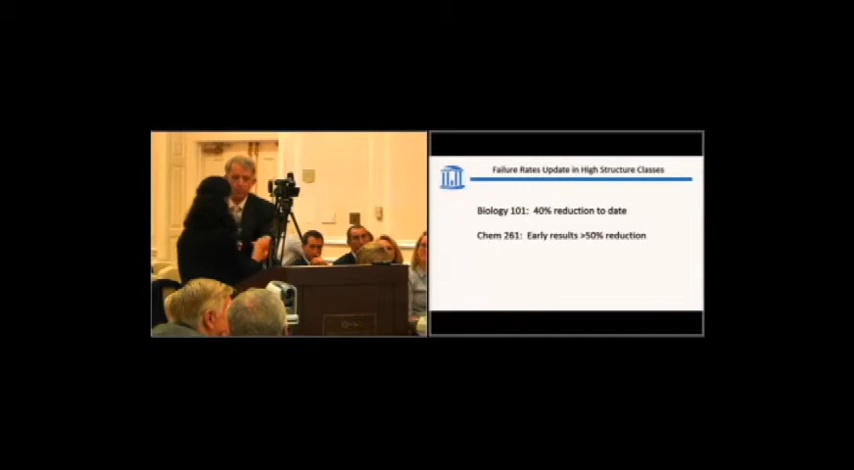 Failure Rates Update in High Structure Classes
Biology 101: 40% reduction to date
Chem 261: Early results >50% reduction